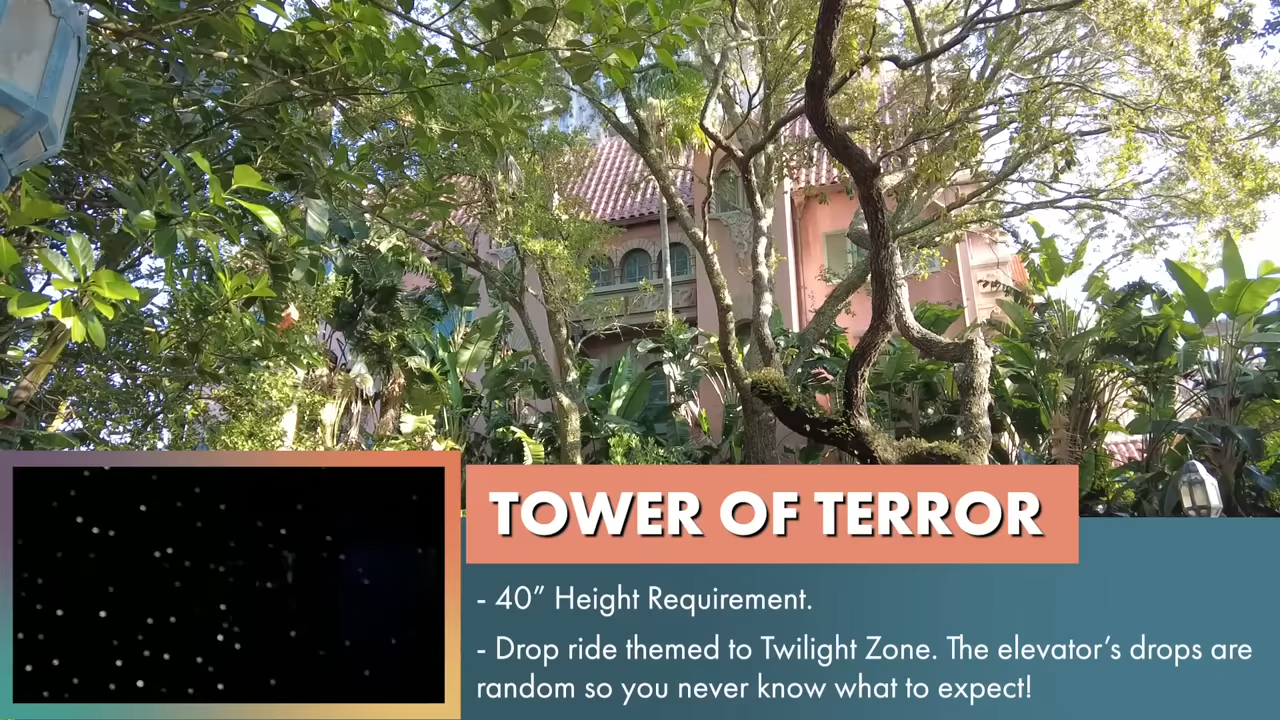 TOWER OF TERROR
- 40” Height Requirement.
- Drop ride themed to Twilight Zone. The elevator’s drops are
random so you never know what to expect!